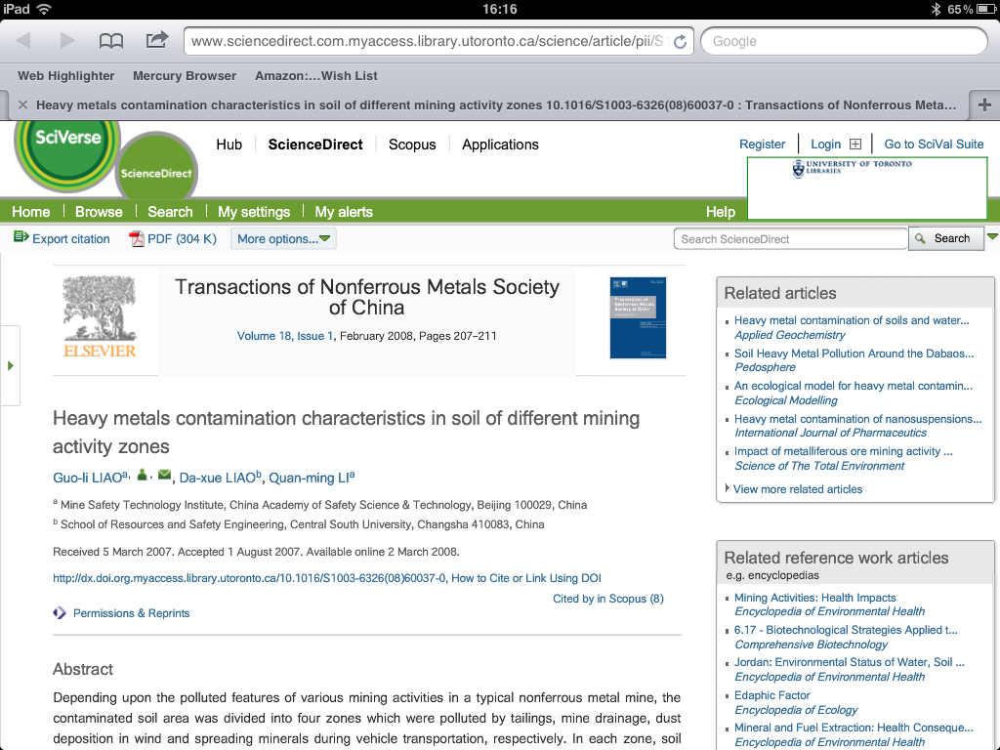 iPad 16:16 65%
www.sciencedirect.com.myaccess.library.utoronto.ca/science/article/pii/S1 Google
Web Highlighter Mercury Browser Amazon:...Wish List
Heavy metals contamination characteristics in soil of different mining activity zones 10.1016/S1003-6326(08)60037-0 : Transactions of Nonferrous Meta...
SciVerse
ScienceDirect
Hub ScienceDirect Scopus Applications
Register Login Go to SciVal Suite
UNIVERSITY OF TORONTO
LIBRARIES
Home Browse Search My settings My alerts Help
Export citation PDF (304 K) More options... Search ScienceDirect Search
ELSEVIER
Transactions of Nonferrous Metals Society
of China
Volume 18, Issue 1, February 2008, Pages 207–211
Transactions of
Nonferrous Metals
Society of China
Heavy metals contamination characteristics in soil of different mining
activity zones
Guo-li LIAOa, , , Da-xue LIAOb, Quan-ming LIa
a Mine Safety Technology Institute, China Academy of Safety Science & Technology, Beijing 100029, China
b School of Resources and Safety Engineering, Central South University, Changsha 410083, China
Received 5 March 2007. Accepted 1 August 2007. Available online 2 March 2008.
http://dx.doi.org.myaccess.library.utoronto.ca/10.1016/S1003-6326(08)60037-0, How to Cite or Link Using DOI
Cited by in Scopus (8)
Permissions & Reprints
Abstract
Depending upon the polluted features of various mining activities in a typical nonferrous metal mine, the
contaminated soil area was divided into four zones which were polluted by tailings, mine drainage, dust
deposition in wind and spreading minerals during vehicle transportation, respectively. In each zone, soil
Related articles
Heavy metal contamination of soils and water...
Applied Geochemistry
Soil Heavy Metal Pollution Around the Dabaos...
Pedosphere
An ecological model for heavy metal contamin...
Ecological Modelling
Heavy metal contamination of nanosuspensions...
International Journal of Pharmaceutics
Impact of metalliferous ore mining activity ...
Science of The Total Environment
View more related articles
Related reference work articles
e.g. encyclopedias
Mining Activities: Health Impacts
Encyclopedia of Environmental Health
6.17 - Biotechnological Strategies Applied t...
Comprehensive Biotechnology
Jordan: Environmental Status of Water, Soil ...
Encyclopedia of Environmental Health
Edaphic Factor
Encyclopedia of Ecology
Mineral and Fuel Extraction: Health Conseque...
Encyclopedia of Environmental Health